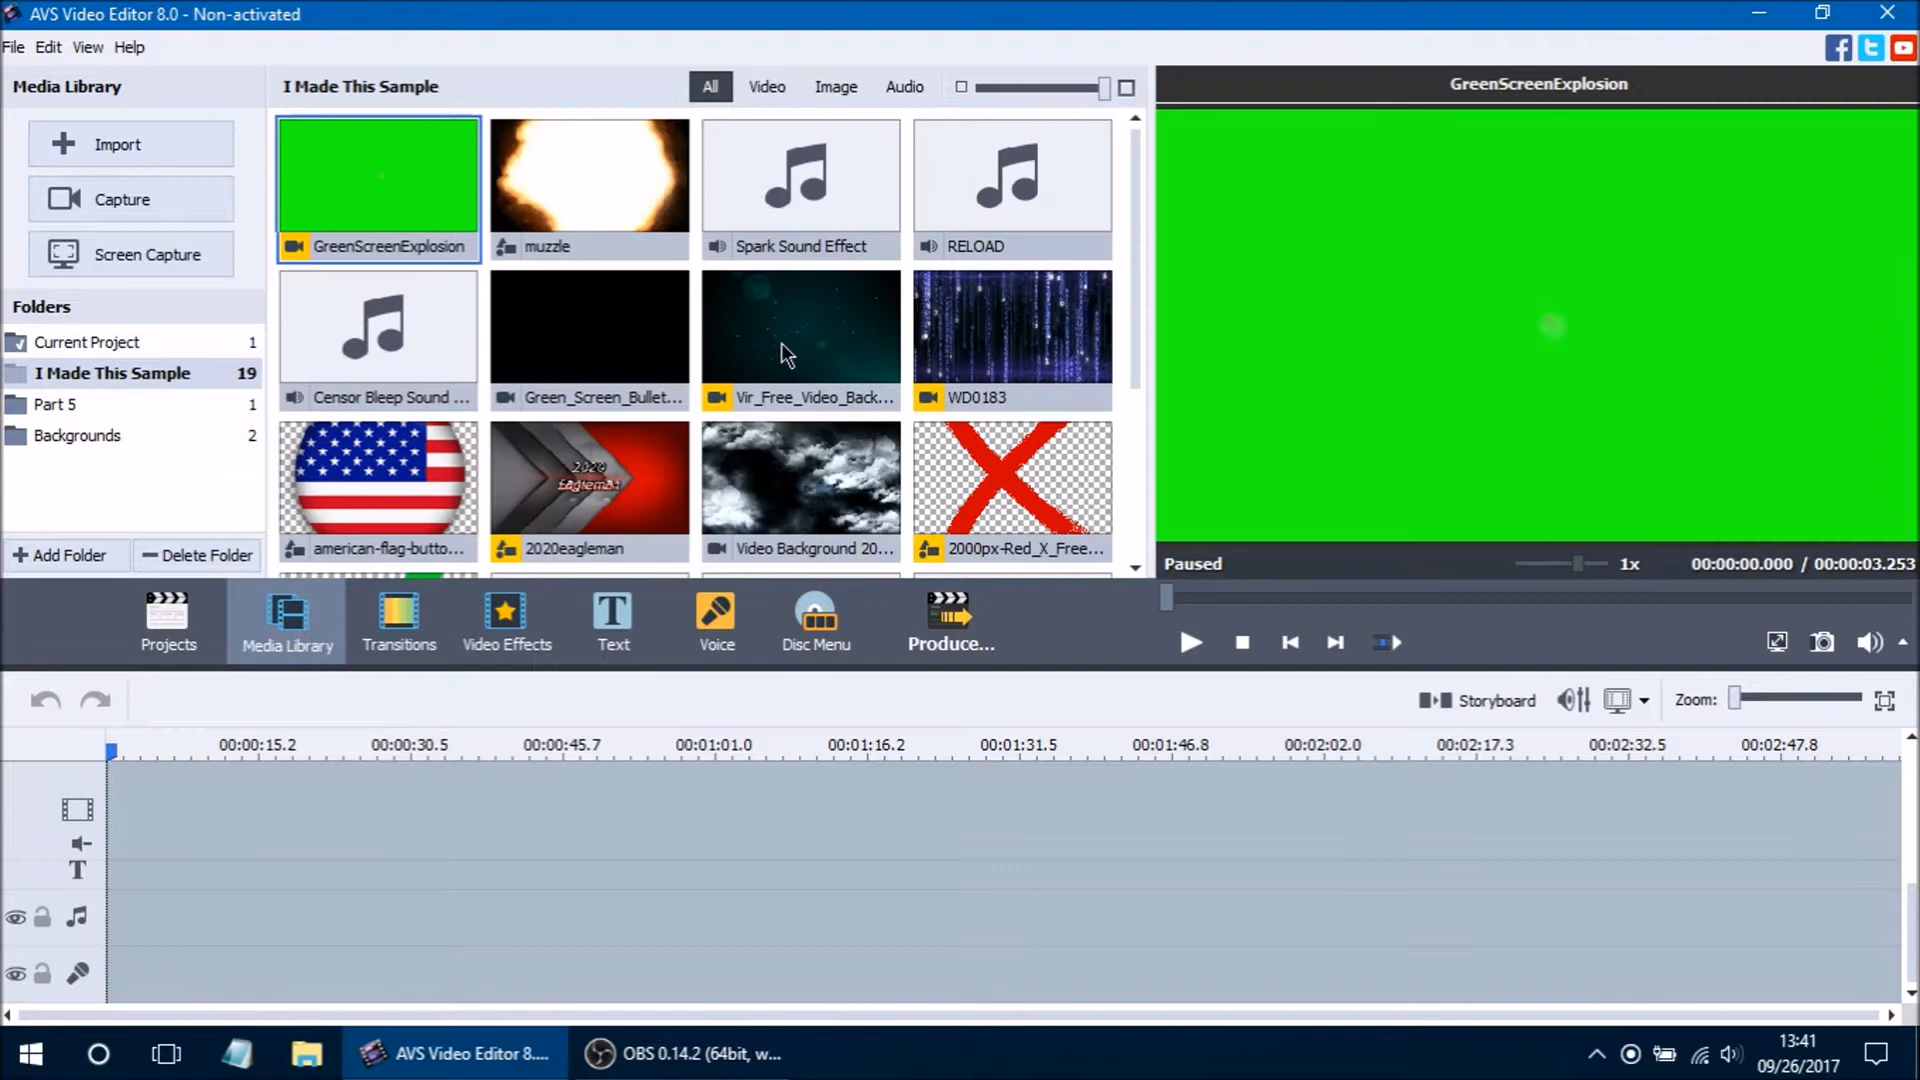 AVS Video Editor 8.0 - Non-activated
File Edit View Help
Media Library
I Made This Sample
All Video Image Audio
GreenScreenExplosion
Import
Capture
Screen Capture
GreenScreenExplosion
muzzle
Spark Sound Effect
RELOAD
Folders
Current Project 1
I Made This Sample 19
Part 5 1
Backgrounds 2
Censor Bleep Sound ...
Green_Screen_Bullet...
Vir_Free_Video_Back...
WD0183
2020
Eagleman
american-flag-butto...
2020eagleman
Video Background 20...
2000px-Red_X_Free...
Add Folder
Delete Folder
Paused
1x
00:00:00.000 / 00:00:03.253
Projects
Media Library
Transitions
Video Effects
T
Text
Voice
Disc Menu
Produce...
Storyboard
Zoom:
00:00:15.2 00:00:30.5 00:00:45.7 00:01:01.0 00:01:16.2 00:01:31.5 00:01:46.8 00:02:02.0 00:02:17.3 00:02:32.5 00:02:47.8
T
AVS Video Editor 8....
OBS 0.14.2 (64bit, w...
13:41
09/26/2017